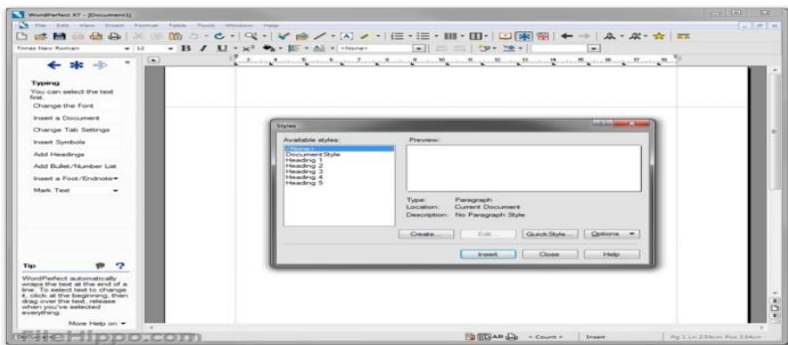 WordPerfect X7 - [Document1]
File Edit View Insert Format Table Tools Windows Help
Times New Roman 12 B I U <None>
Typing
You can select the text
first.
Change the Font
Insert a Document
Change Tab Settings
Insert Symbols
Add Headings
Add Bullet/Number List
Insert a Foot/Endnote
Mark Text
Styles
Available styles:
<None>
DocumentStyle
Heading 1
Heading 2
Heading 3
Heading 4
Heading 5
Preview:
Type: Paragraph
Location: Current Document
Description: No Paragraph Style
Create... Edit... QuickStyle... Options
Insert Close Help
Tip
WordPerfect automatically
wraps the text at the end of a
line. To select text to change
it, click at the beginning, then
drag over the text, release
when you've selected
everything.
More Help on
FileHippo.com
AB < Count > Insert